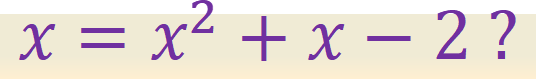 x = x² + x − 2 ?